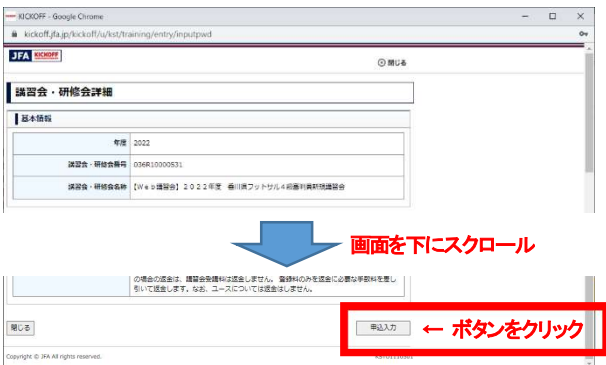 KICKOFF - Google Chrome
kickoff.jfa.jp/kickoff/u/kst/training/entry/inputpwd
JFA KICKOFF
閉じる
講習会・研修会詳細
基本情報
年度 2022
講習会・研修会番号 036R10000531
講習会・研修会名称 【Web講習会】2022年度 香川県フットサル4級審判員新規講習会
画面を下にスクロール
の場合の返金は、講習会受講料は返金しません。 登録料のみを返金に必要な手数料を差し
引いて返金します。なお、ユースについては返金はしません。
閉じる 申込入力 ← ボタンをクリック
Copyright © JFA All rights reserved.